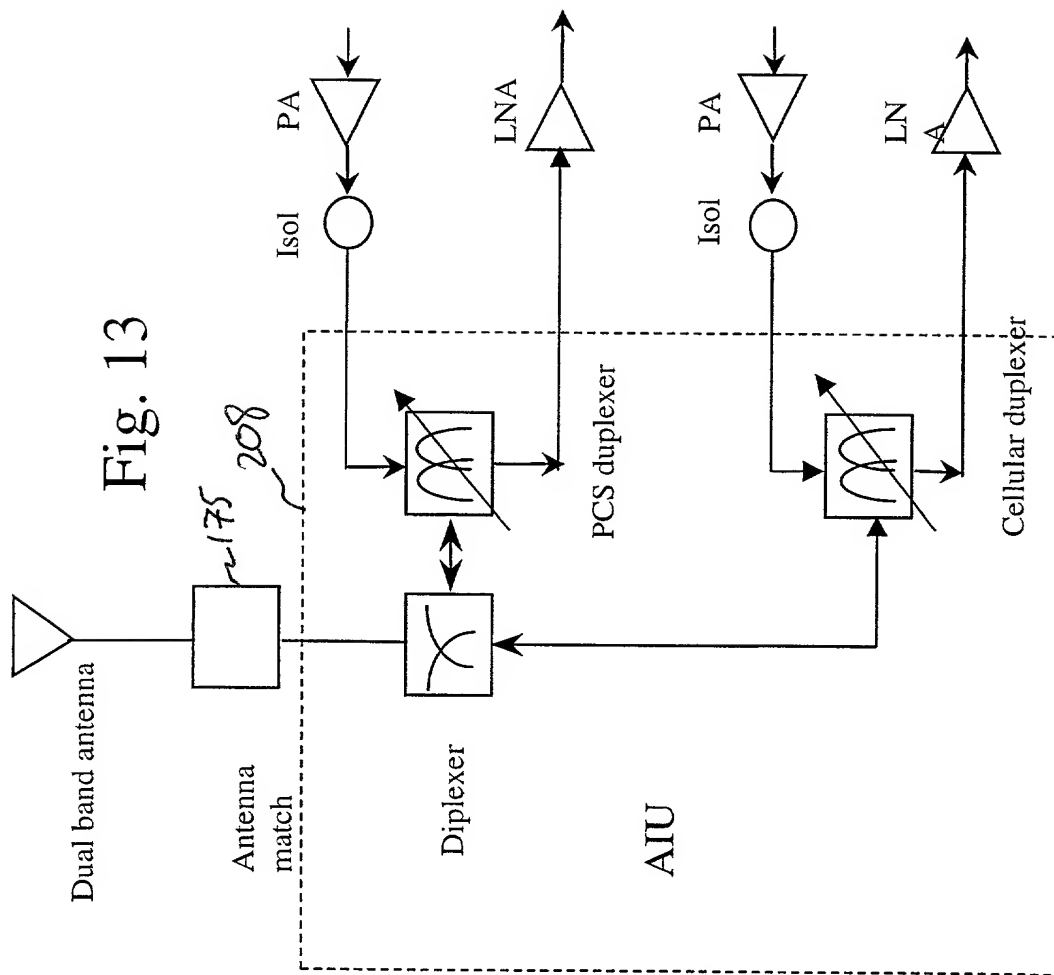 Fig. 13
Dual band antenna
175
Antenna
match
208
Diplexer
AIU
PCS duplexer
Isol
PA
LNA
Cellular duplexer
Isol
PA
LN
A